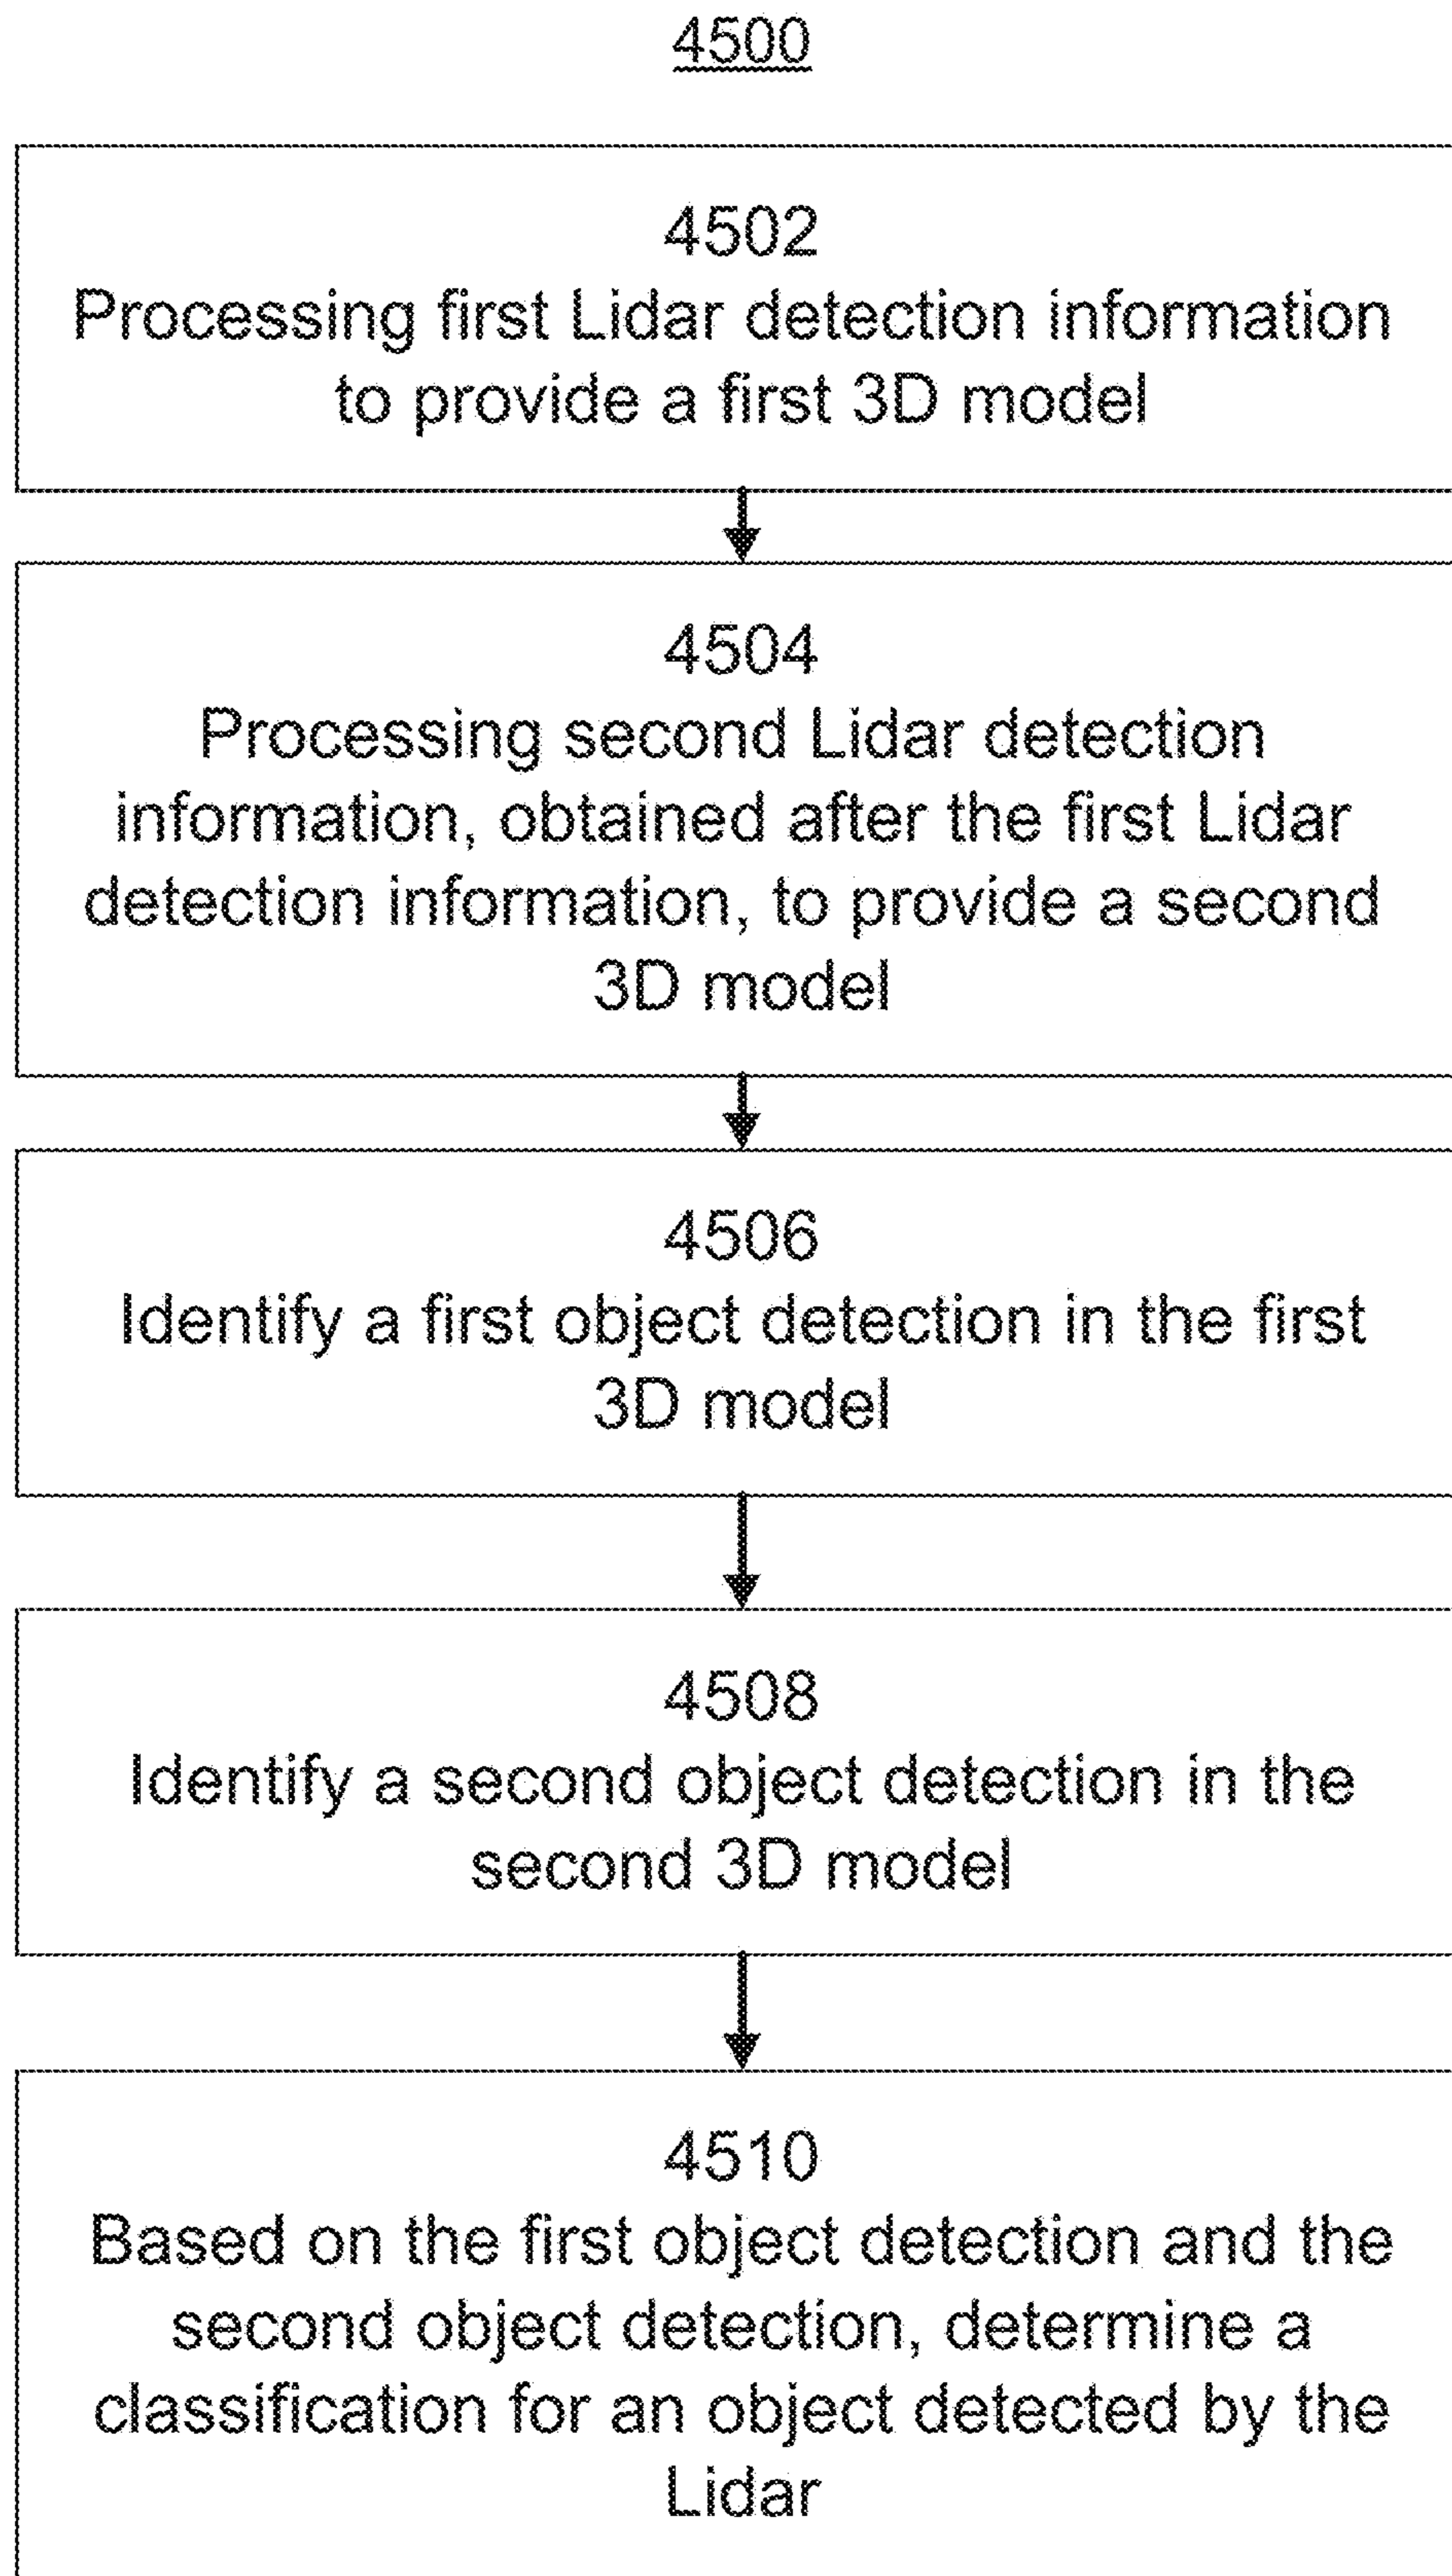 4500
4502
Processing first Lidar detection information
to provide a first 3D model
4504
Processing second Lidar detection
information, obtained after the first Lidar
detection information, to provide a second
3D model
4506
Identify a first object detection in the first
3D model
4508
Identify a second object detection in the
second 3D model
4510
Based on the first object detection and the
second object detection, determine a
classification for an object detected by the
Lidar